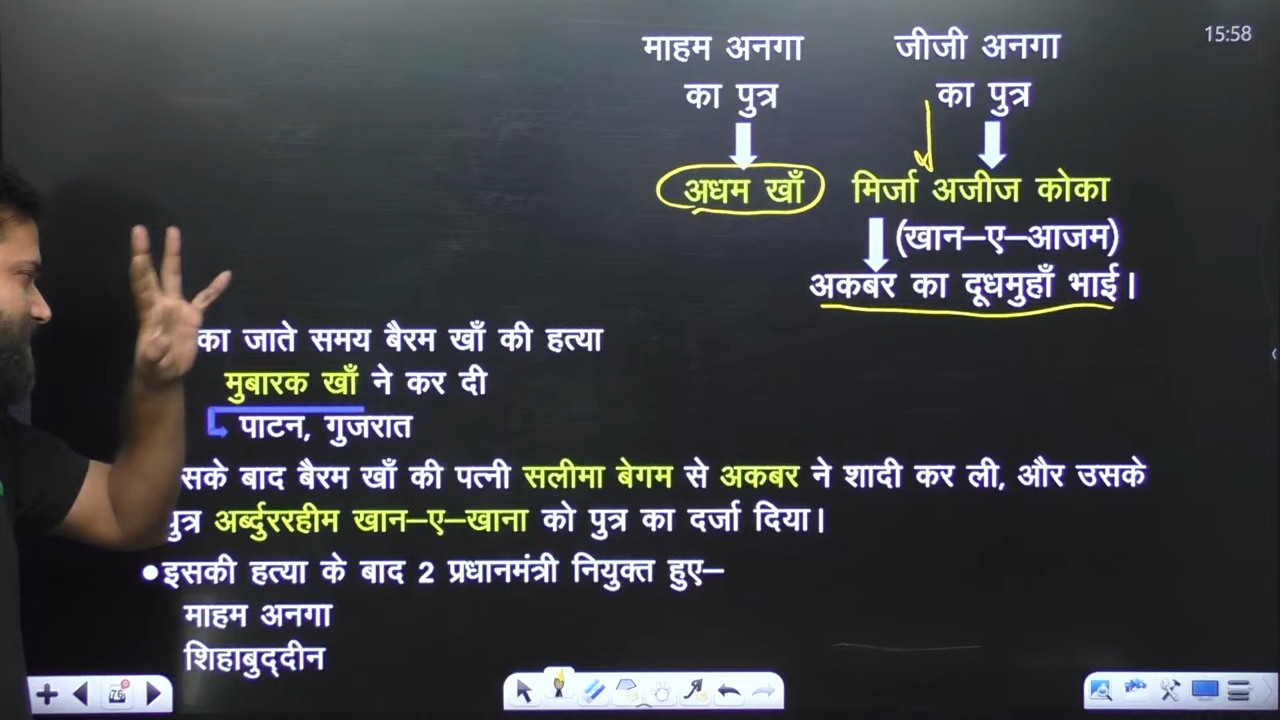 15:58
माहम अनगा
का पुत्र
अधम खाँ
जीजी अनगा
का पुत्र
मिर्जा अजीज कोका
(खान–ए–आजम)
अकबर का दूधमुहाँ भाई।
का जाते समय बैरम खाँ की हत्या
मुबारक खाँ ने कर दी
पाटन, गुजरात
सके बाद बैरम खाँ की पत्नी सलीमा बेगम से अकबर ने शादी कर ली, और उसके
पुत्र अर्ब्दुररहीम खान–ए–खाना को पुत्र का दर्जा दिया।
●इसकी हत्या के बाद 2 प्रधानमंत्री नियुक्त हुए–
माहम अनगा
शिहाबुद्दीन
76